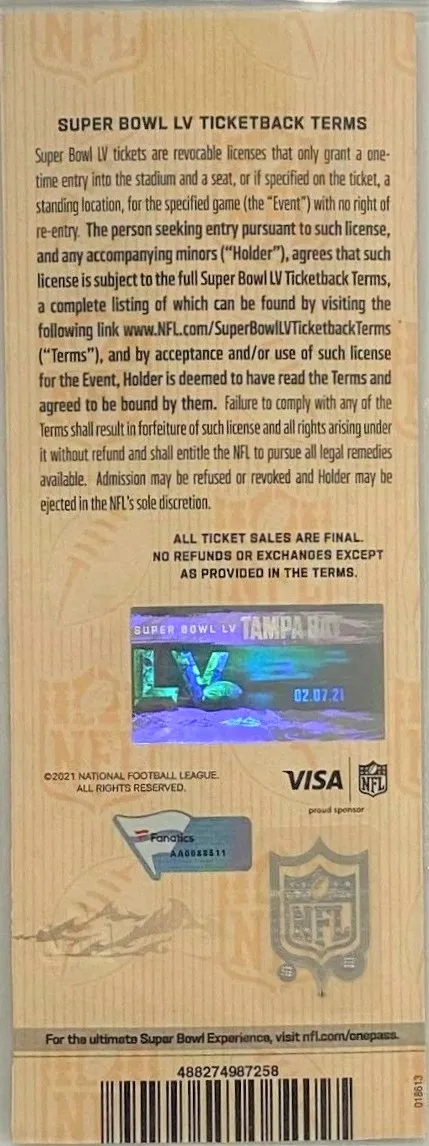 SUPER BOWL LV TICKETBACK TERMS
Super Bowl LV tickets are revocable licenses that only grant a one-
time entry into the stadium and a seat, or if specified on the ticket, a
standing location, for the specified game (the "Event") with no right of
re-entry. The person seeking entry pursuant to such license,
and any accompanying minors ("Holder"), agrees that such
license is subject to the full Super Bowl LV Ticketback Terms,
a complete listing of which can be found by visiting the
following link www.NFL.com/SuperBowlLVTicketbackTerms
("Terms"), and by acceptance and/or use of such license
for the Event, Holder is deemed to have read the Terms and
agreed to be bound by them. Failure to comply with any of the
Terms shall result in forfeiture of such license and all rights arising under
it without refund and shall entitle the NFL to pursue all legal remedies
available. Admission may be refused or revoked and Holder may be
ejected in the NFL's sole discretion.
ALL TICKET SALES ARE FINAL.
NO REFUNDS OR EXCHANGES EXCEPT
AS PROVIDED IN THE TERMS.
SUPER BOWL LV TAMPA BAY
LV
02.07.21
©2021 NATIONAL FOOTBALL LEAGUE.
ALL RIGHTS RESERVED.
VISA NFL
proud sponsor
Fanatics
NFL
For the ultimate Super Bowl Experience, visit nfl.com/onepass.
488274987258
018613